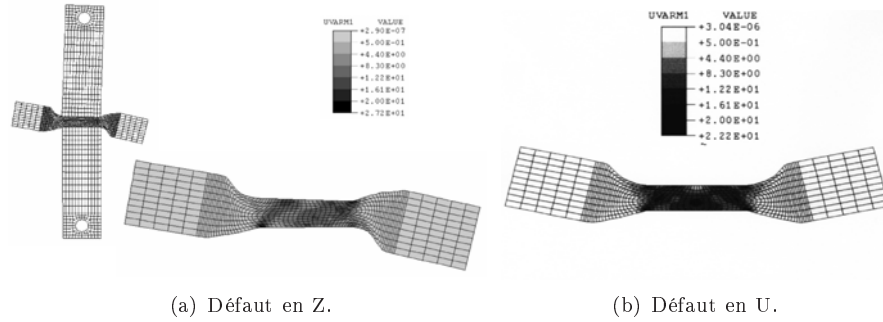 UVARM1 VALUE
+2.90E-07
+5.00E-01
+4.40E+00
+8.30E+00
+1.22E+01
+1.61E+01
+2.00E+01
+2.72E+01
UVARM1 VALUE
+3.04E-06
+5.00E-01
+4.40E+00
+8.30E+00
+1.22E+01
+1.61E+01
+2.00E+01
+2.22E+01
(a) Défaut en Z.
(b) Défaut en U.